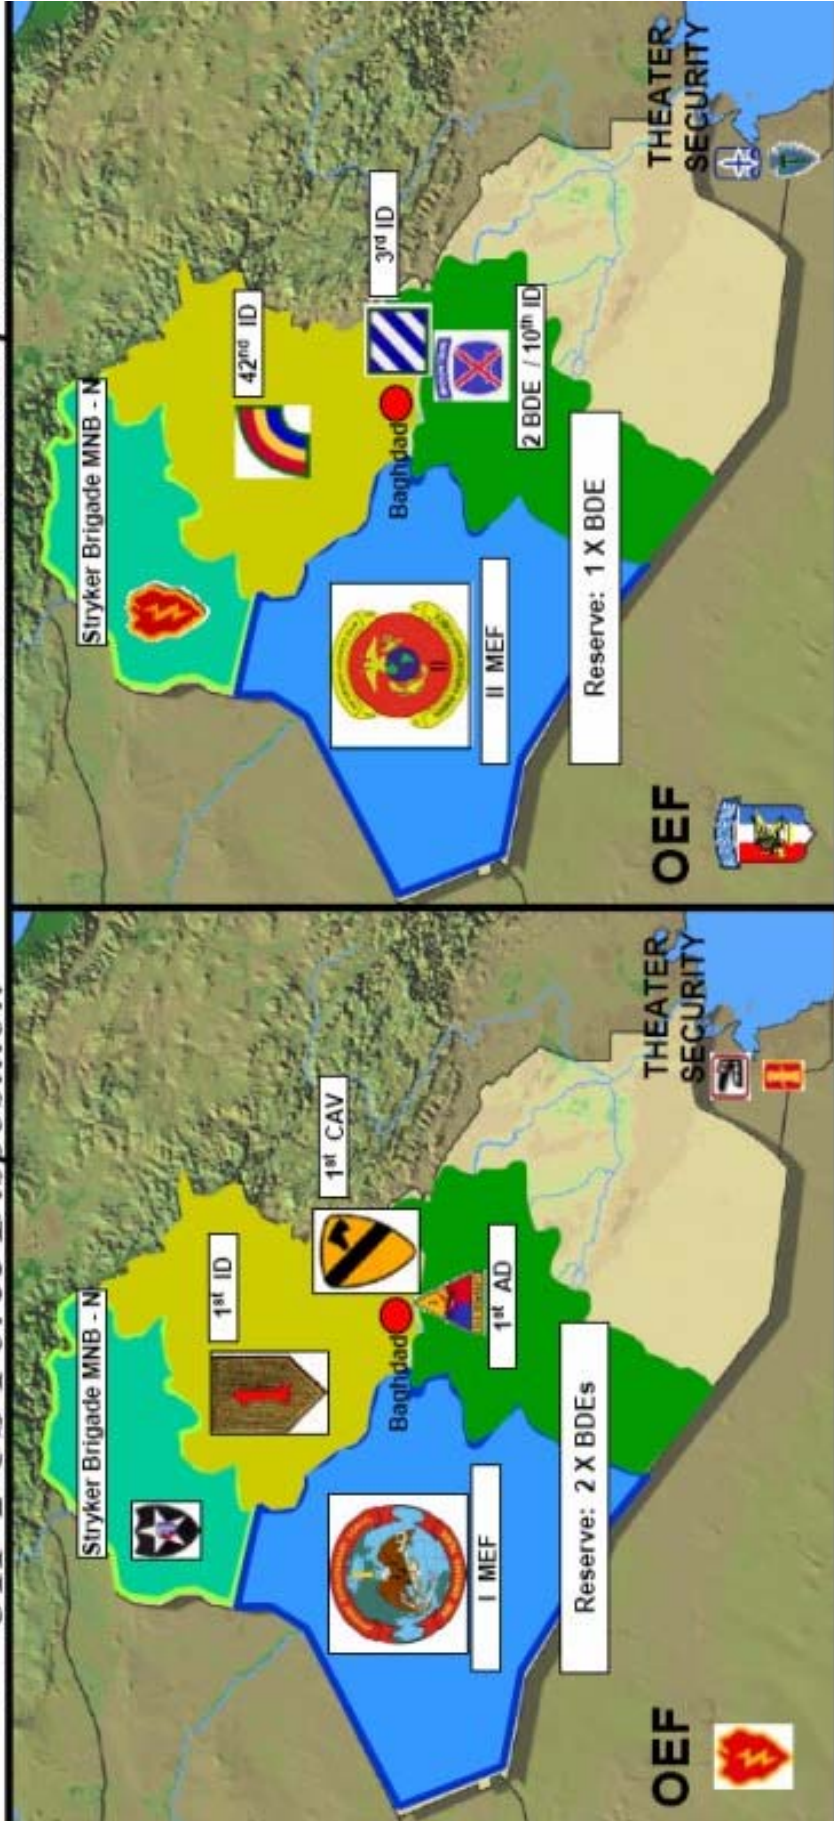 Stryker Brigade MNB - N
1st ID
1st CAV
Baghdad
1st AD
I MEF
Reserve: 2 X BDEs
OEF
THEATER
SECURITY
Stryker Brigade MNB - N
42nd ID
3rd ID
Baghdad
2 BDE / 10th ID
II MEF
Reserve: 1 X BDE
OEF
THEATER
SECURITY